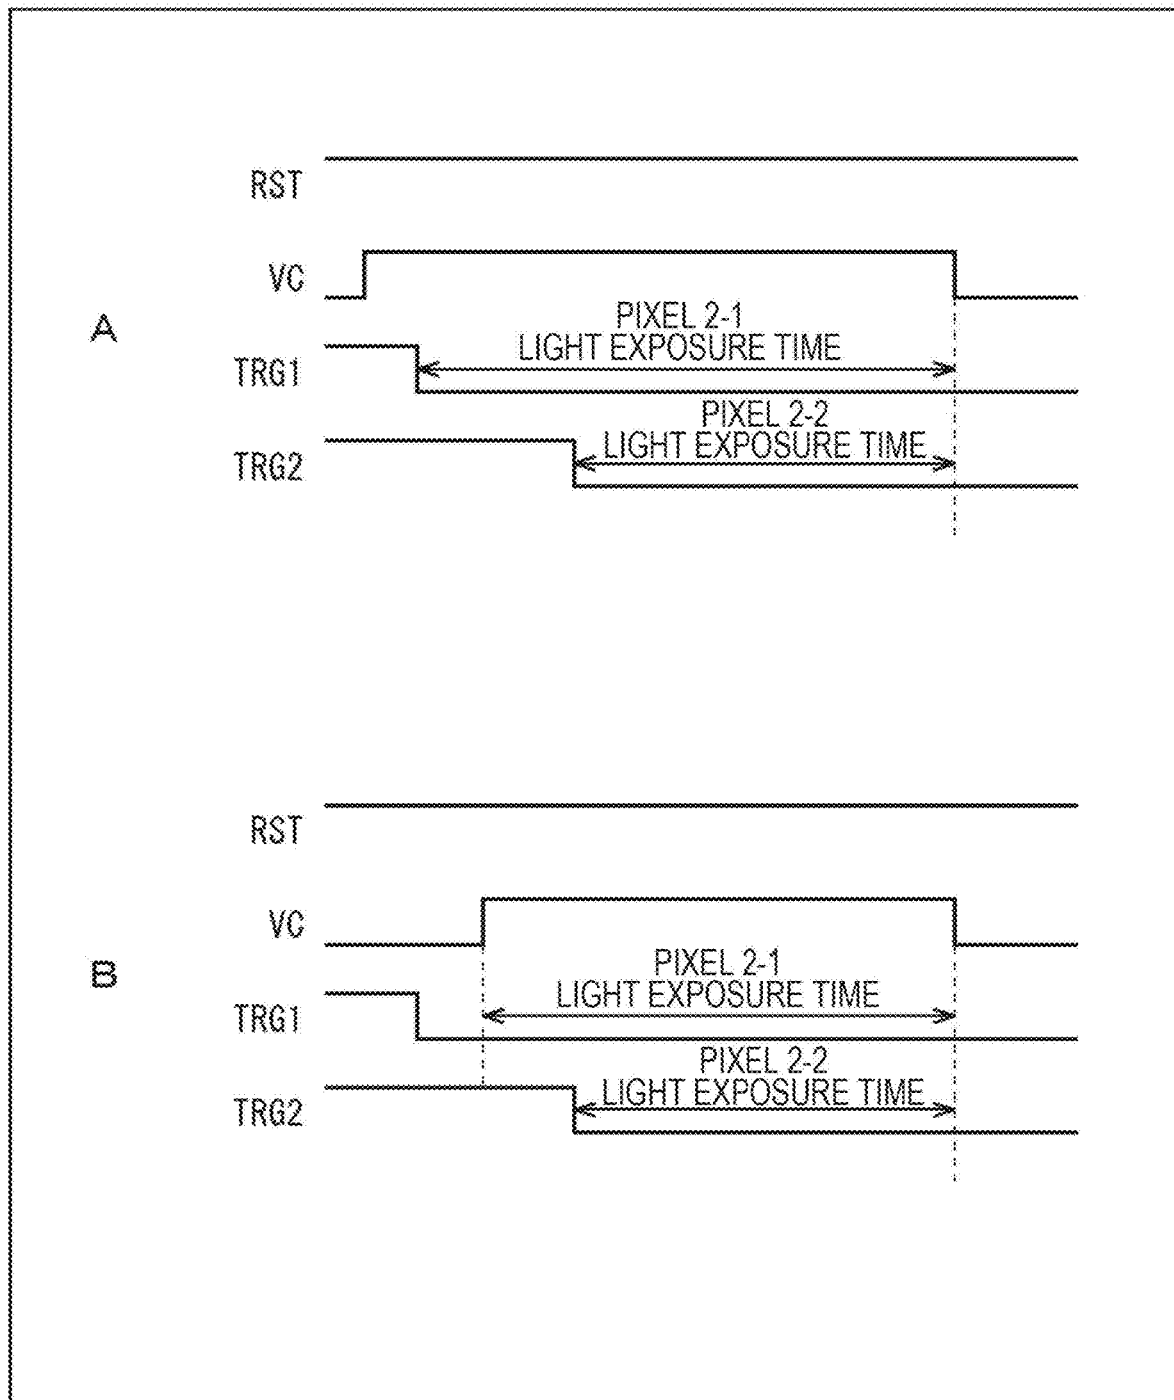 RST
VC
A
PIXEL 2-1
LIGHT EXPOSURE TIME
TRG1
PIXEL 2-2
LIGHT EXPOSURE TIME
TRG2
RST
VC
B
PIXEL 2-1
LIGHT EXPOSURE TIME
TRG1
PIXEL 2-2
LIGHT EXPOSURE TIME
TRG2